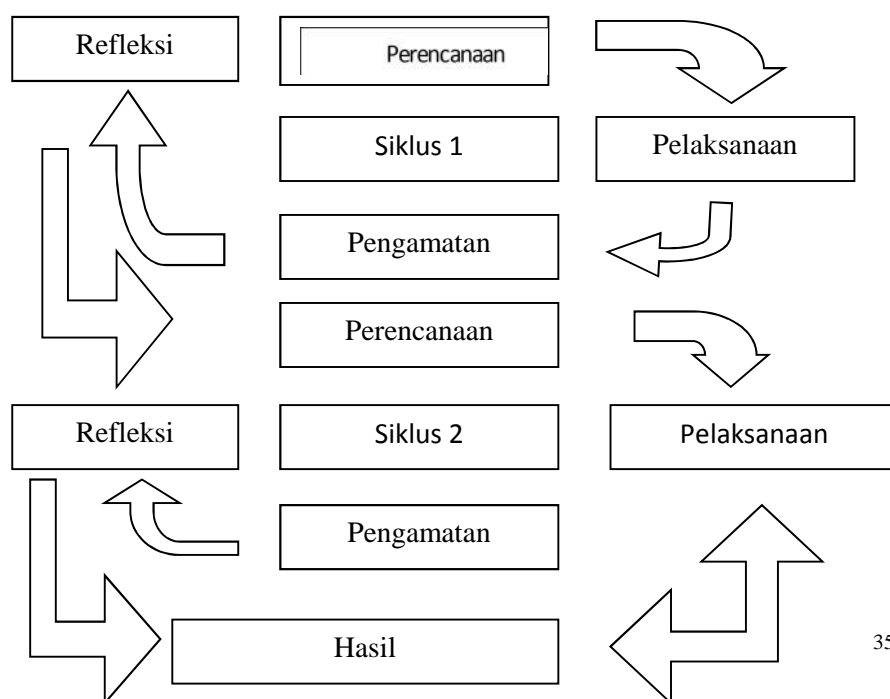 Refleksi
Perencanaan
Siklus 1
Pelaksanaan
Pengamatan
Perencanaan
Refleksi
Siklus 2
Pelaksanaan
Pengamatan
Hasil
35